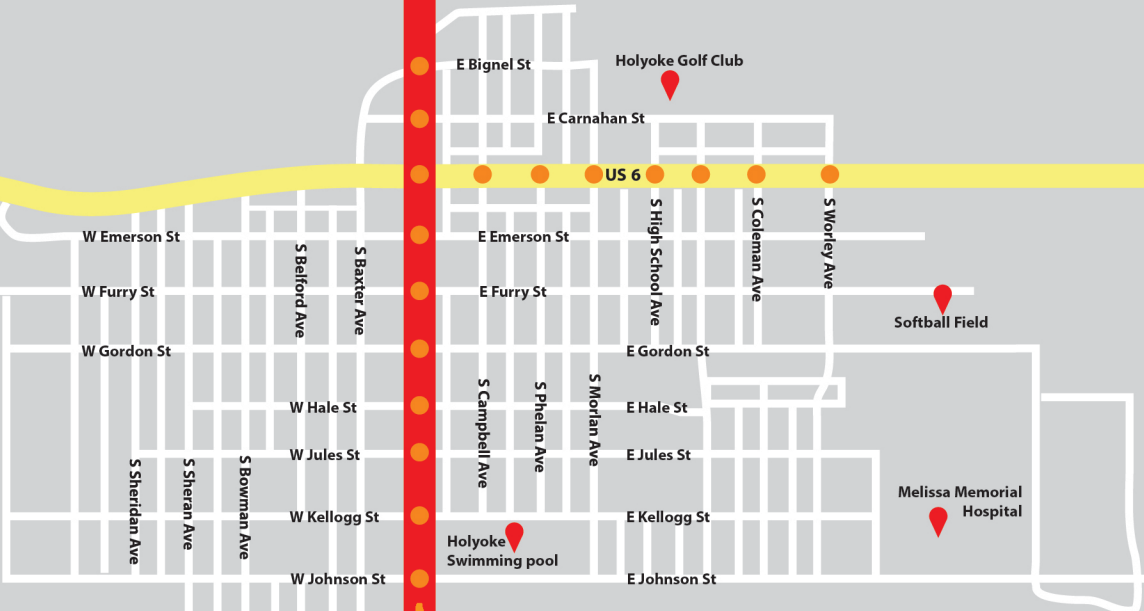 E Bignel St
Holyoke Golf Club
E Carnahan St
US 6
S High School Ave
S Coleman Ave
S Worley Ave
W Emerson St
E Emerson St
S Belford Ave
S Baxter Ave
W Furry St
E Furry St
Softball Field
W Gordon St
E Gordon St
S Campbell Ave
S Phelan Ave
S Morlan Ave
W Hale St
E Hale St
W Jules St
E Jules St
S Sheridan Ave
S Sheran Ave
S Bowman Ave
Melissa Memorial
Hospital
W Kellogg St
E Kellogg St
Holyoke
Swimming pool
W Johnson St
E Johnson St